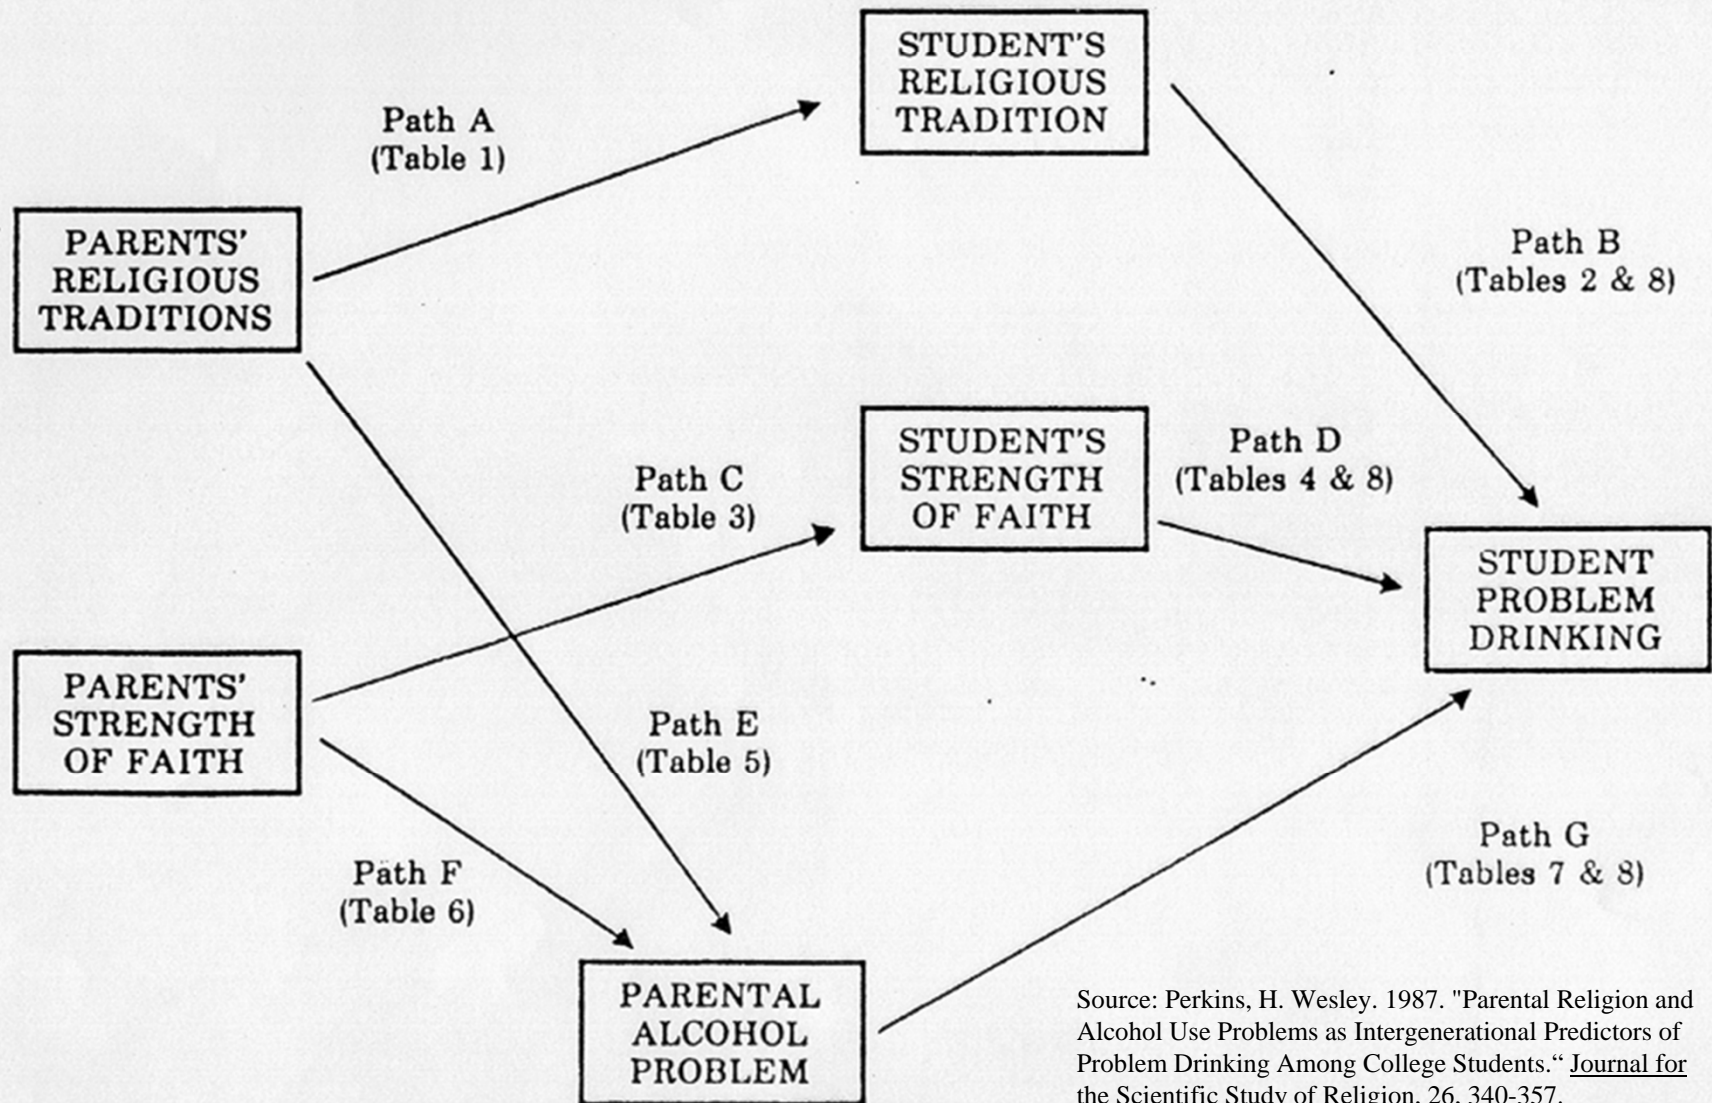 STUDENT'S
RELIGIOUS
TRADITION
Path A
(Table 1)
PARENTS'
RELIGIOUS
TRADITIONS
Path B
(Tables 2 & 8)
STUDENT'S
STRENGTH
OF FAITH
Path D
(Tables 4 & 8)
Path C
(Table 3)
STUDENT
PROBLEM
DRINKING
PARENTS'
STRENGTH
OF FAITH
Path E
(Table 5)
Path F
(Table 6)
Path G
(Tables 7 & 8)
PARENTAL
ALCOHOL
PROBLEM
Source: Perkins, H. Wesley. 1987. "Parental Religion and
Alcohol Use Problems as Intergenerational Predictors of
Problem Drinking Among College Students.“ Journal for
the Scientific Study of Religion, 26, 340-357.